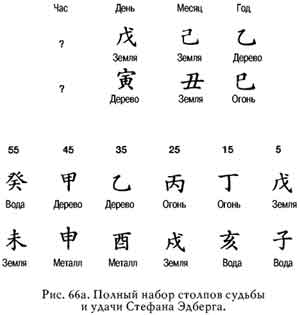 Час День Месяц Год
? 戊 己 乙
Земля Земля Дерево
? 寅 丑 巳
Дерево Земля Огонь
55 45 35 25 15 5
癸 甲 乙 丙 丁 戊
Вода Дерево Дерево Огонь Огонь Земля
未 申 酉 戌 亥 子
Земля Металл Металл Земля Вода Вода
Рис. 66а. Полный набор столпов судьбы
и удачи Стефана Эдберга.